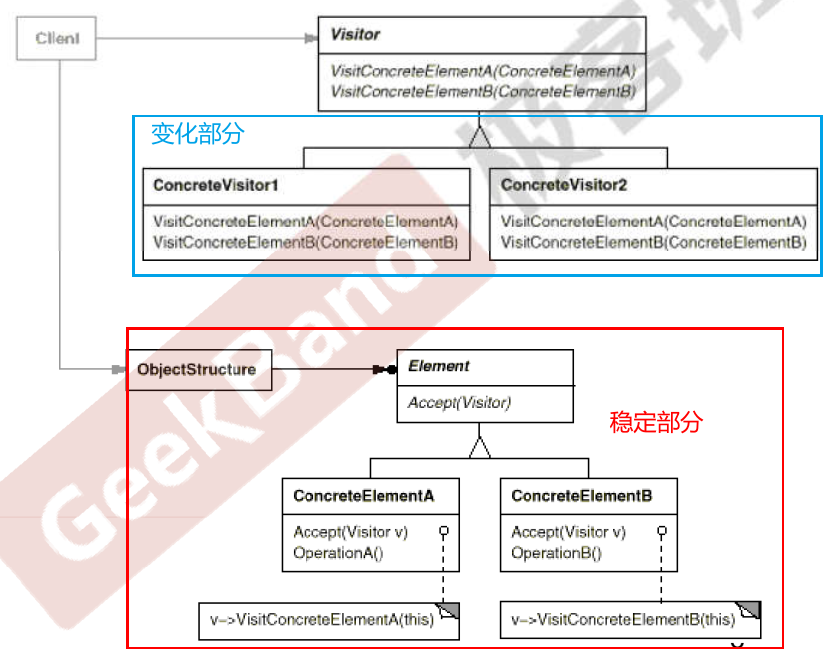 Client
Visitor
VisitConcreteElementA(ConcreteElementA)
VisitConcreteElementB(ConcreteElementB)
变化部分
ConcreteVisitor1
VisitConcreteElementA(ConcreteElementA)
VisitConcreteElementB(ConcreteElementB)
ConcreteVisitor2
VisitConcreteElementA(ConcreteElementA)
VisitConcreteElementB(ConcreteElementB)
ObjectStructure
Element
Accept(Visitor)
稳定部分
ConcreteElementA
Accept(Visitor v)
OperationA()
ConcreteElementB
Accept(Visitor v)
OperationB()
v->VisitConcreteElementA(this)
v->VisitConcreteElementB(this)
GeekBand
极客班